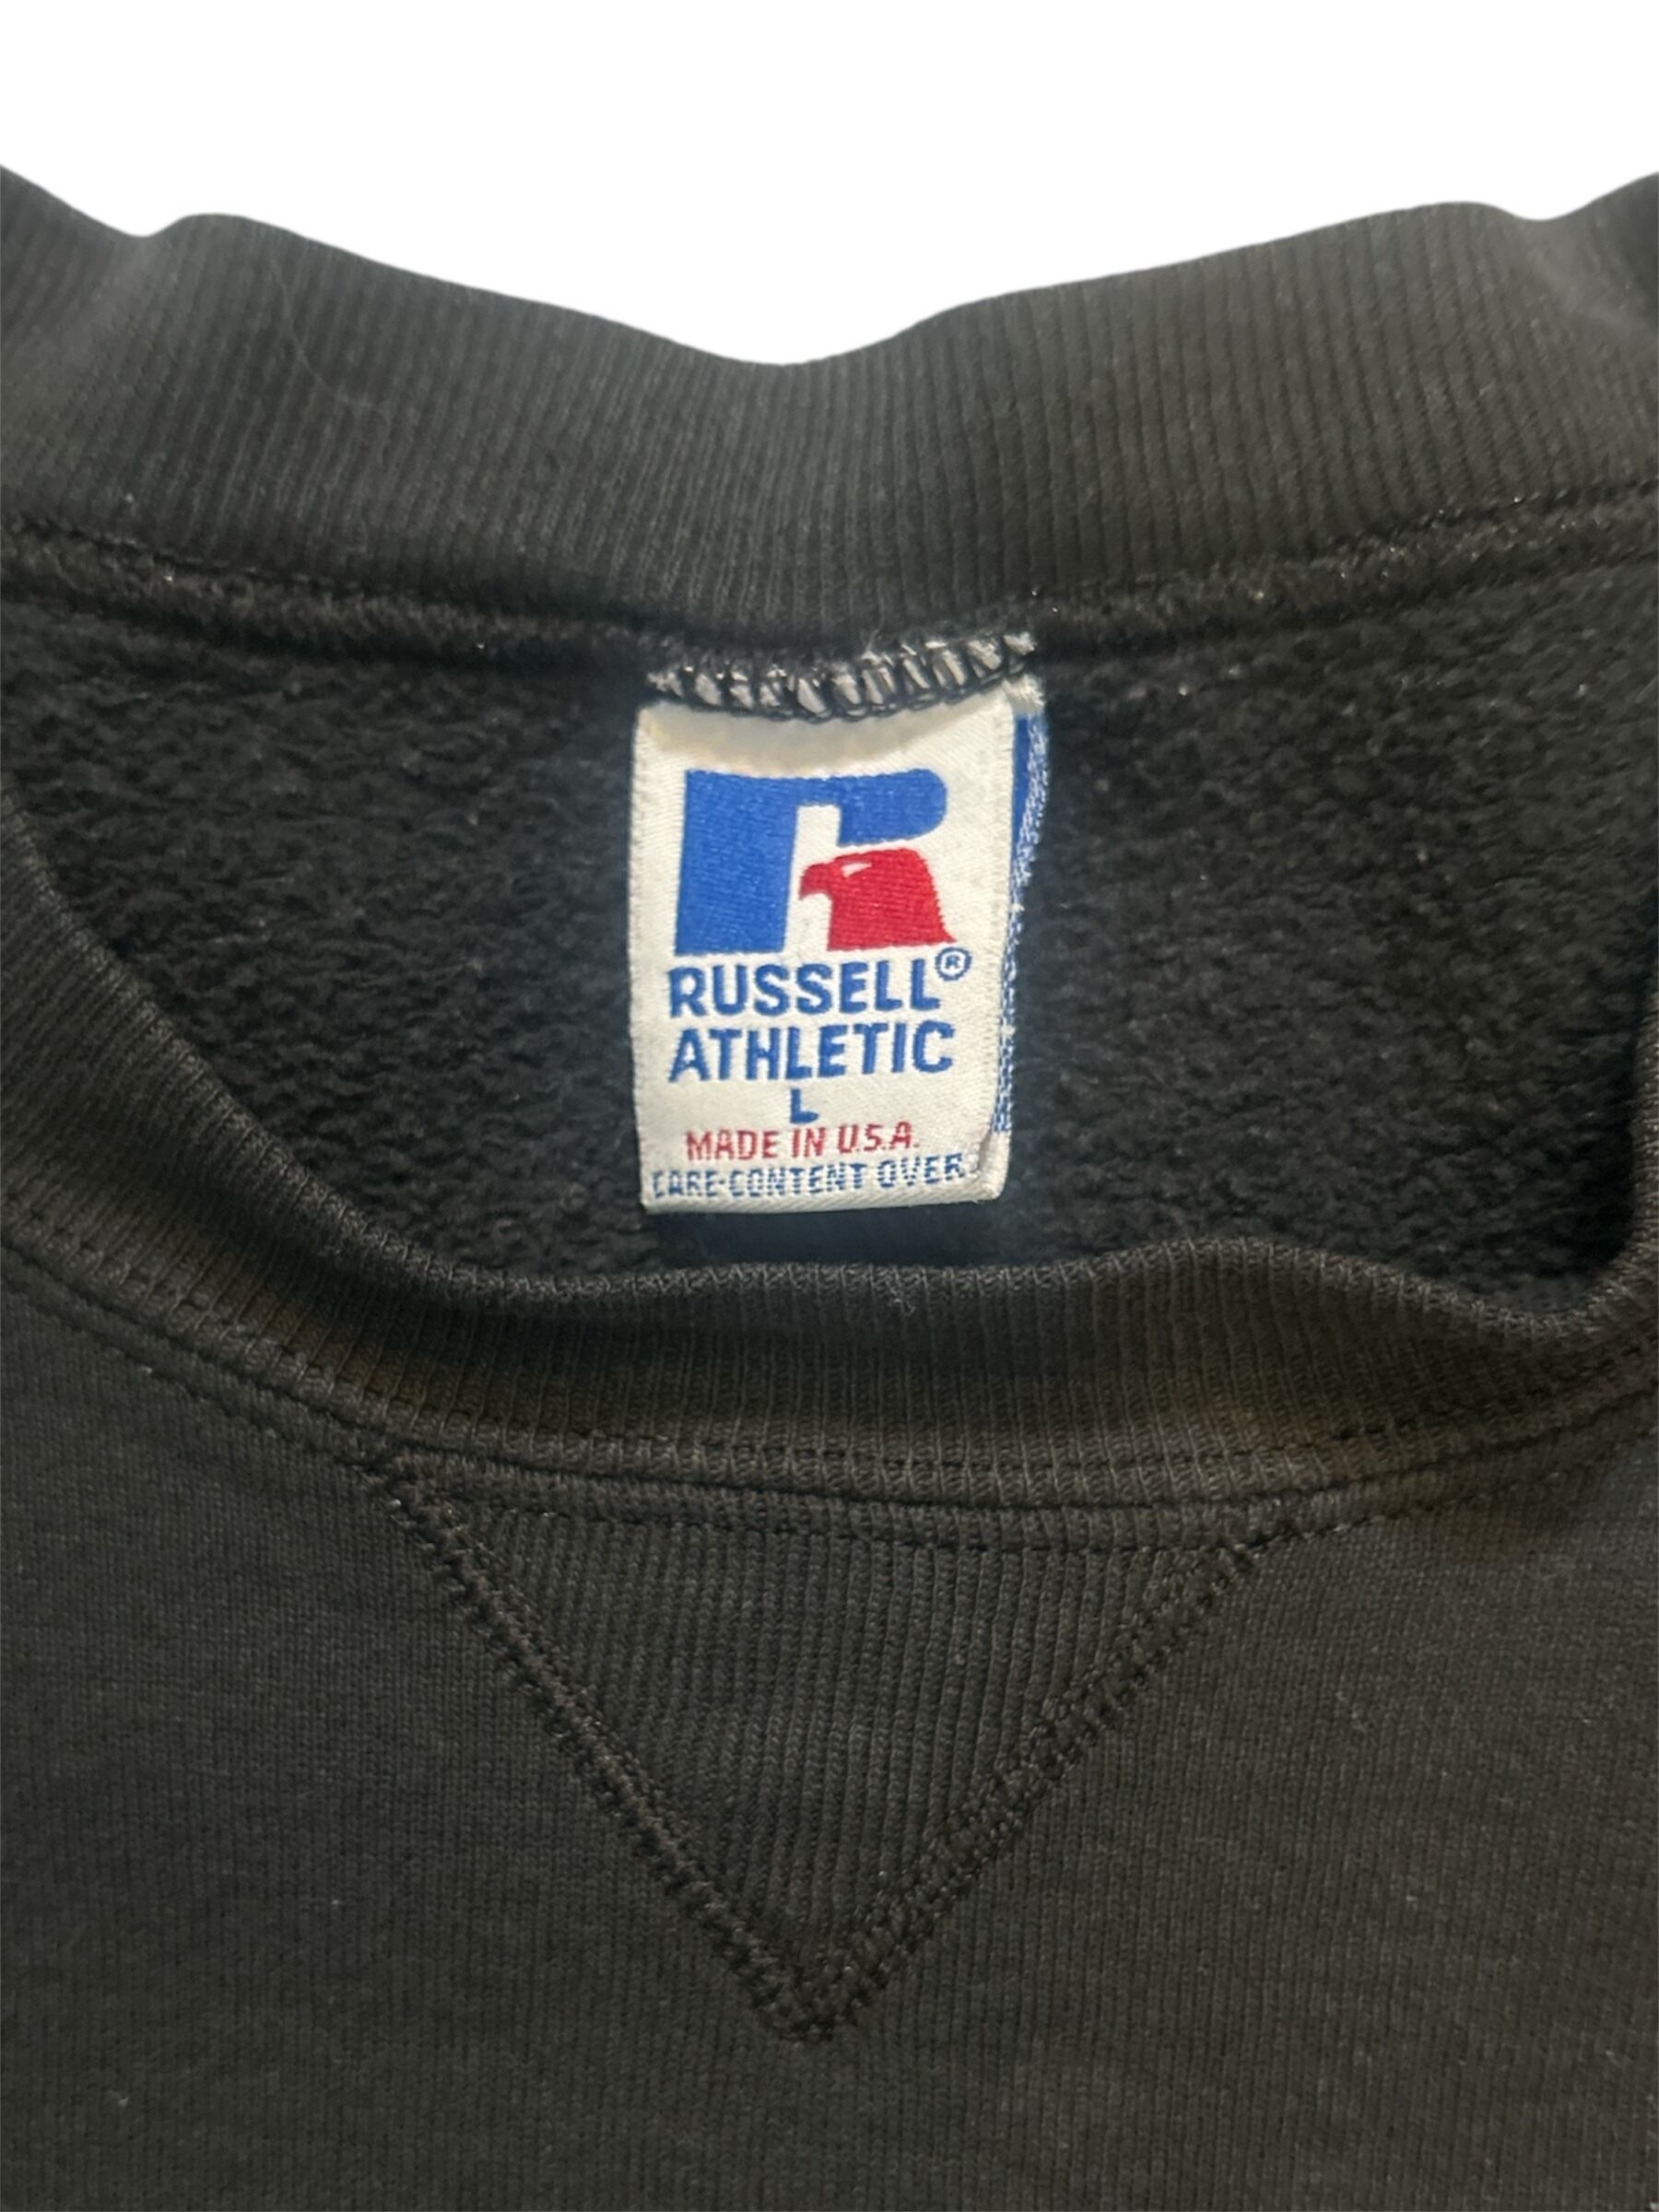 RUSSELL®
ATHLETIC
L
MADE IN U.S.A.
CARE-CONTENT OVER